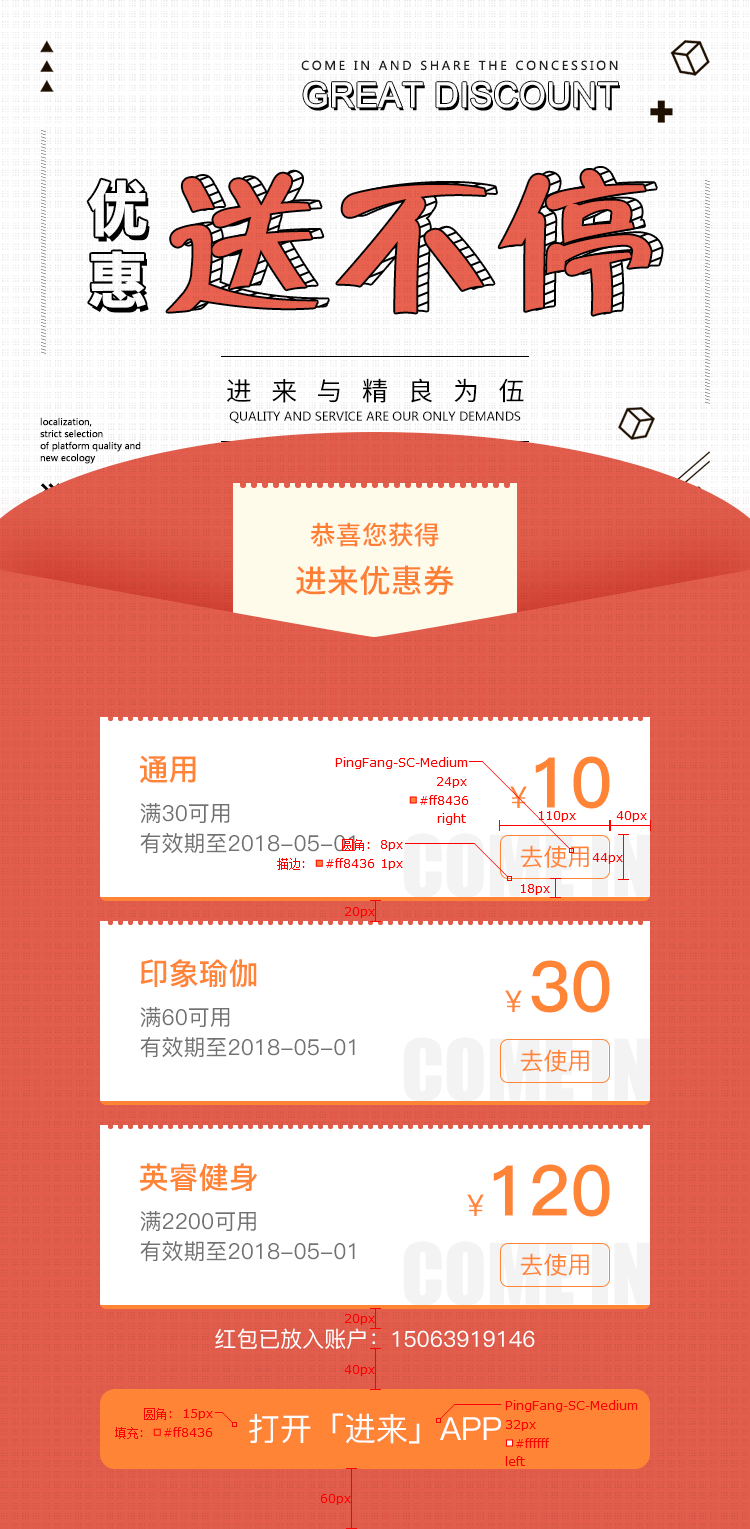 COME IN AND SHARE THE CONCESSION
GREAT DISCOUNT
优惠
送不停
进来与精良为伍
QUALITY AND SERVICE ARE OUR ONLY DEMANDS
localization,
strict selection
of platform quality and
new ecology
恭喜您获得
进来优惠券
通用
¥10
满30可用
有效期至2018-05-01
PingFang-SC-Medium
24px
#ff8436
right
110px
40px
圆角: 8px
描边: #ff8436 1px
去使用
44px
18px
COME IN
20px
印象瑜伽
¥30
满60可用
有效期至2018-05-01
去使用
COME IN
英睿健身
¥120
满2200可用
有效期至2018-05-01
去使用
COME IN
20px
红包已放入账户：15063919146
40px
圆角: 15px
填充: #ff8436
打开「进来」APP
PingFang-SC-Medium
32px
#ffffff
left
60px